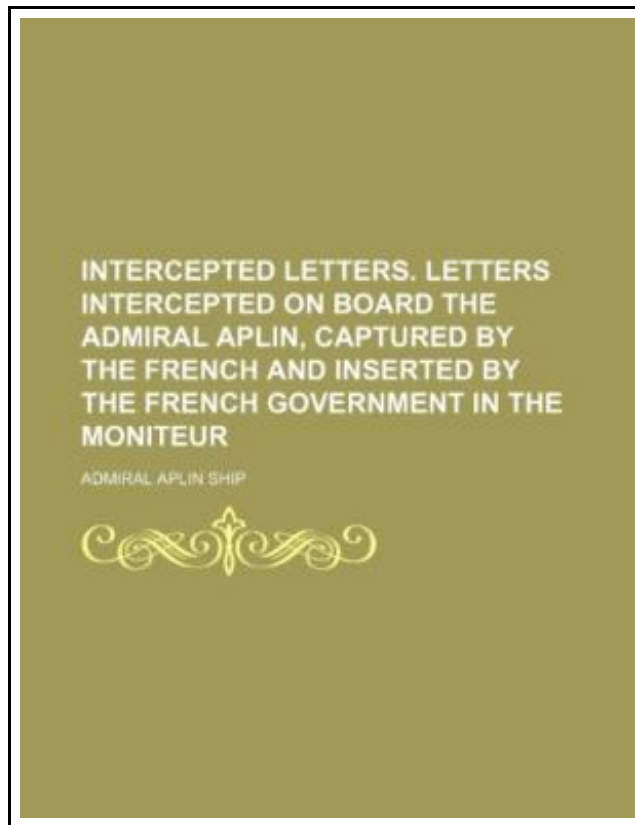 INTERCEPTED LETTERS. LETTERS
INTERCEPTED ON BOARD THE
ADMIRAL APLIN, CAPTURED BY
THE FRENCH AND INSERTED BY
THE FRENCH GOVERNMENT IN THE
MONITEUR
ADMIRAL APLIN SHIP